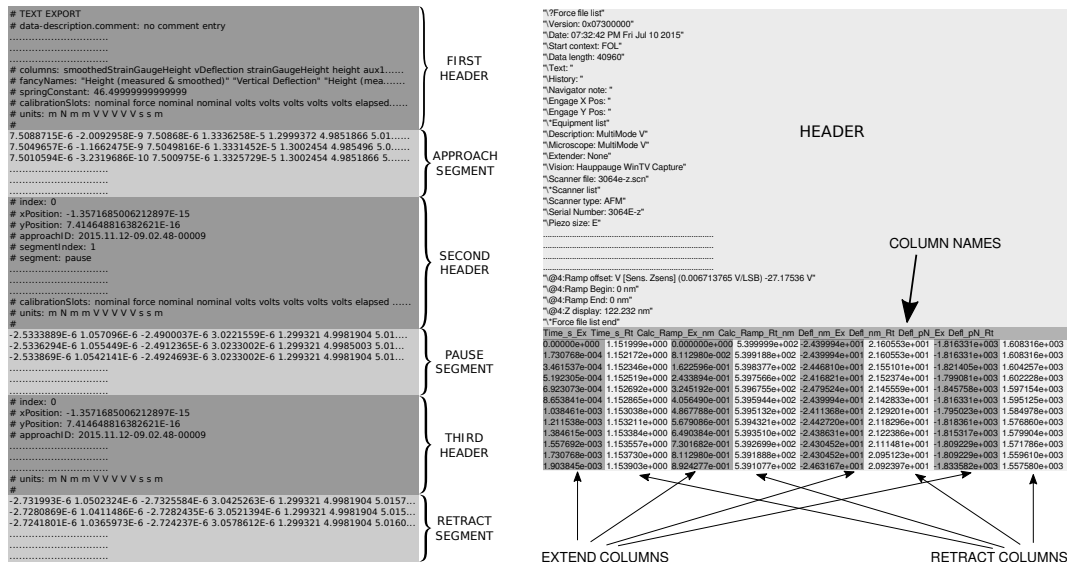 # TEXT EXPORT
# data-description.comment: no comment entry
................................
................................
................................
# columns: smoothedStrainGaugeHeight vDeflection strainGaugeHeight height aux1......
# fancyNames: "Height (measured & smoothed)" "Vertical Deflection" "Height (mea.......
# springConstant: 46.49999999999999
# calibrationSlots: nominal force nominal nominal volts volts volts volts volts elapsed......
# units: m N m m V V V V V s s m
#
7.5088715E-6 -2.0092958E-9 7.50868E-6 1.3336258E-5 1.2999372 4.9851866 5.01......
7.5049657E-6 -1.1662475E-9 7.5049816E-6 1.3331452E-5 1.3002454 4.985496 5.0......
7.5010594E-6 -3.2319686E-10 7.500975E-6 1.3325729E-5 1.3002454 4.9851866 5......
................................
................................
................................
# index: 0
# xPosition: -1.3571685006212897E-15
# yPosition: 7.414648816382621E-16
# approachID: 2015.11.12-09.02.48-00009
# segmentIndex: 1
# segment: pause
................................
................................
................................
# calibrationSlots: nominal force nominal nominal volts volts volts volts volts elapsed ......
# units: m N m m V V V V V s s m
#
-2.5333889E-6 1.057096E-6 -2.4900037E-6 3.0221559E-6 1.299321 4.9981904 5.01...
-2.5336294E-6 1.055449E-6 -2.4912365E-6 3.0233002E-6 1.299321 4.9985003 5.01...
-2.533869E-6 1.0542141E-6 -2.4924693E-6 3.0233002E-6 1.299321 4.9981904 5.01...
................................
................................
................................
# index: 0
# xPosition: -1.3571685006212897E-15
# yPosition: 7.414648816382621E-16
# approachID: 2015.11.12-09.02.48-00009
................................
................................
................................
# units: m N m m V V V V V s s m
#
-2.731993E-6 1.0502324E-6 -2.7325584E-6 3.0425263E-6 1.299321 4.9981904 5.0157...
-2.7280869E-6 1.0411486E-6 -2.7282435E-6 3.0521394E-6 1.299321 4.9981904 5.015...
-2.7241801E-6 1.0365973E-6 -2.724237E-6 3.0578612E-6 1.299321 4.9981904 5.0160...
................................
................................
................................
FIRST
HEADER
APPROACH
SEGMENT
SECOND
HEADER
PAUSE
SEGMENT
THIRD
HEADER
RETRACT
SEGMENT
"\?Force file list"
"\Version: 0x07300000"
"\Date: 07:32:42 PM Fri Jul 10 2015"
"\Start context: FOL"
"\Data length: 40960"
"\Text: "
"\History: "
"\Navigator note: "
"\Engage X Pos: "
"\Engage Y Pos: "
"\*Equipment list"
"\Description: MultiMode V"
"\Microscope: MultiMode V"
"\Extender: None"
"\Vision: Hauppauge WinTV Capture"
"\Scanner file: 3064e-z.scn"
"\*Scanner list"
"\Scanner type: AFM"
"\Serial Number: 3064E-z"
"\Piezo size: E"
................................
................................
................................
................................
"\@4:Ramp offset: V [Sens. Zsens] (0.006713765 V/LSB) -27.17536 V"
"\@4:Ramp Begin: 0 nm"
"\@4:Ramp End: 0 nm"
"\@4:Z display: 122.232 nm"
"\*Force file list end"
HEADER
COLUMN NAMES
Time_s_Ex Time_s_Rt Calc_Ramp_Ex_nm Calc_Ramp_Rt_nm Defl_nm_Ex Defl_nm_Rt Defl_pN_Ex Defl_pN_Rt
0.00000e+000 1.151999e+000 0.000000e+000 5.399999e+002 -2.439994e+001 2.160553e+001 -1.816331e+003 1.608316e+003
1.730768e-004 1.152172e+000 8.112980e-001 5.399188e+002 -2.439994e+001 2.160553e+001 -1.816331e+003 1.608316e+003
3.461537e-004 1.152346e+000 1.622596e-001 5.398377e+002 -2.446810e+001 2.155101e+001 -1.821405e+003 1.604257e+003
5.192305e-004 1.152519e+000 2.433894e-001 5.397566e+002 -2.416821e+001 2.152374e+001 -1.799081e+003 1.602228e+003
6.923073e-004 1.152692e+000 3.245192e-001 5.396755e+002 -2.479524e+001 2.145559e+001 -1.845758e+003 1.597154e+003
8.653841e-004 1.152865e+001 4.056490e-001 5.395944e+002 -2.439994e+001 2.142833e+001 -1.816331e+003 1.595125e+003
1.038461e-003 1.153038e+000 4.867788e-001 5.395132e+002 -2.411368e+001 2.129201e+001 -1.795023e+003 1.584978e+003
1.211538e-003 1.153211e+000 5.679086e-001 5.394321e+002 -2.442720e+001 2.118296e+001 -1.818361e+003 1.576860e+003
1.384615e-003 1.153384e+000 6.490384e-001 5.393510e+002 -2.438631e+001 2.122386e+001 -1.815317e+003 1.579904e+003
1.557692e-003 1.153557e+000 7.301682e-001 5.392699e+002 -2.430452e+001 2.111481e+001 -1.809229e+003 1.571786e+003
1.730768e-003 1.153730e+000 8.112980e-001 5.391888e+002 -2.430452e+001 2.095123e+001 -1.809229e+003 1.559610e+003
1.903845e-003 1.153903e+000 8.924277e-001 5.391077e+002 -2.463167e+001 2.092397e+001 -1.833582e+003 1.557580e+003
EXTEND COLUMNS
RETRACT COLUMNS